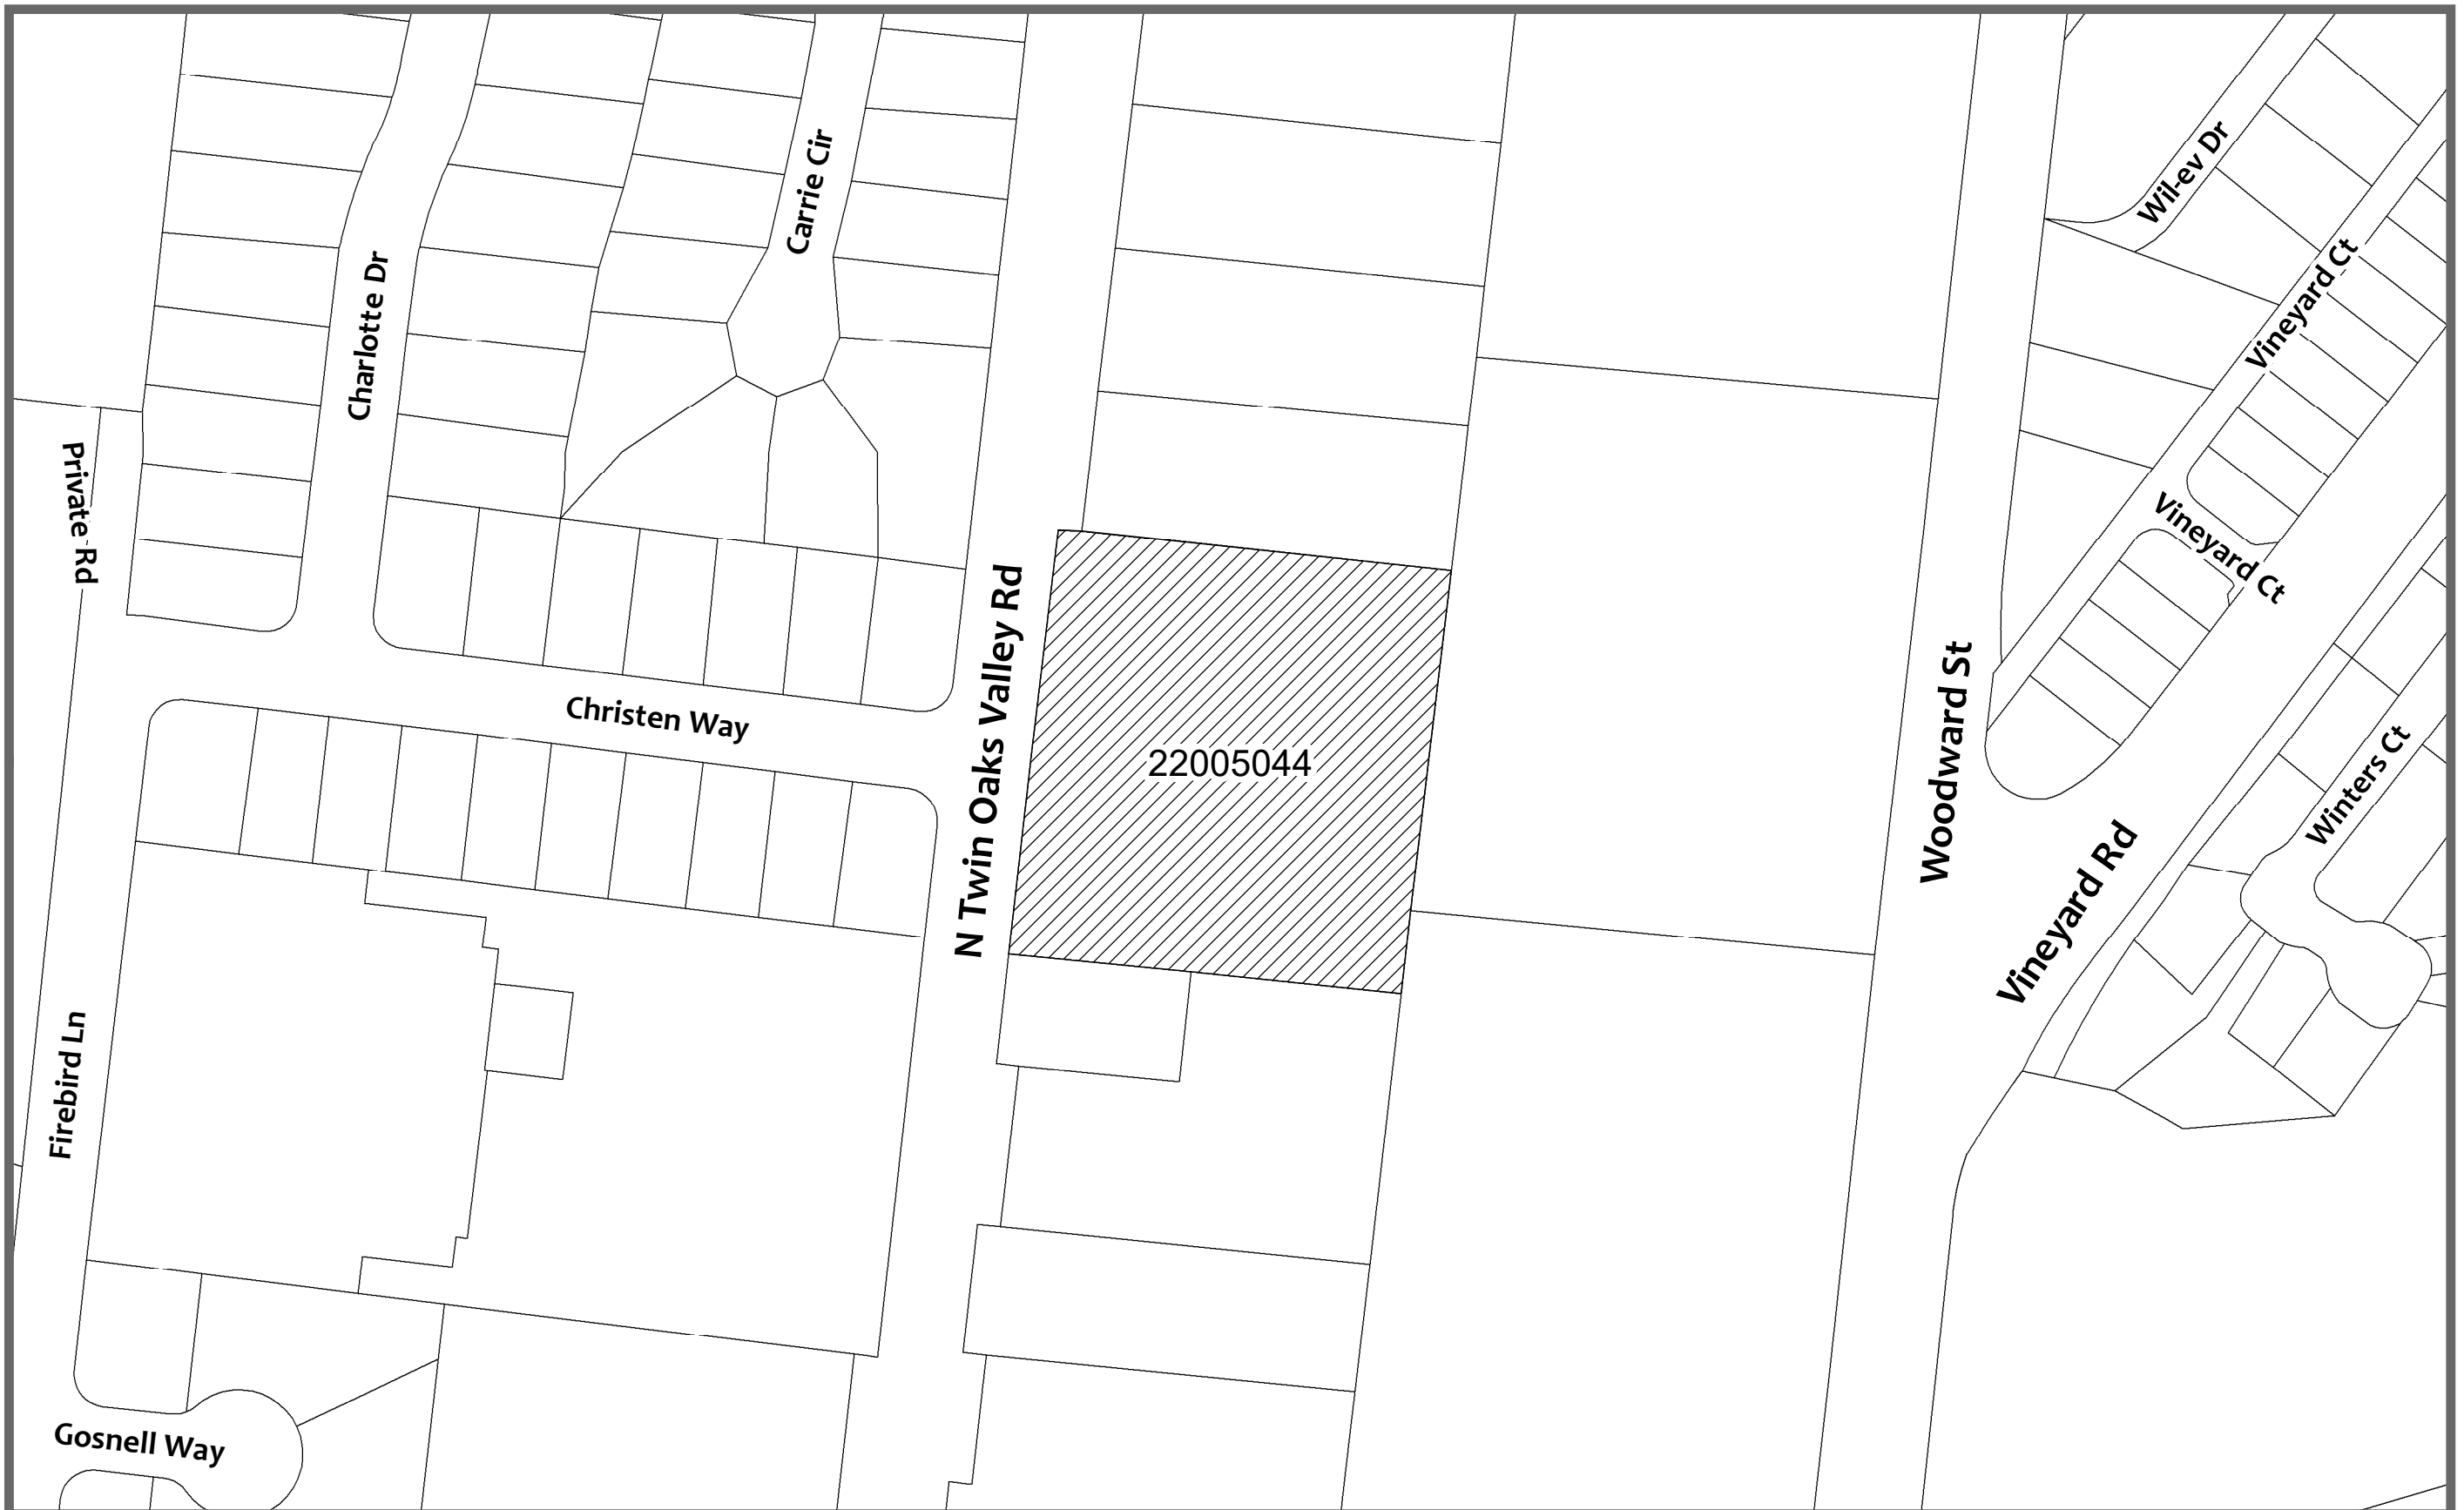 Carrie Cir
Wil-ev Dr
Charlotte Dr
Vineyard Ct
Private Rd
Vineyard Ct
N Twin Oaks Valley Rd
Christen Way
22005044
Woodward St
Winters Ct
Vineyard Rd
Firebird Ln
Gosnell Way